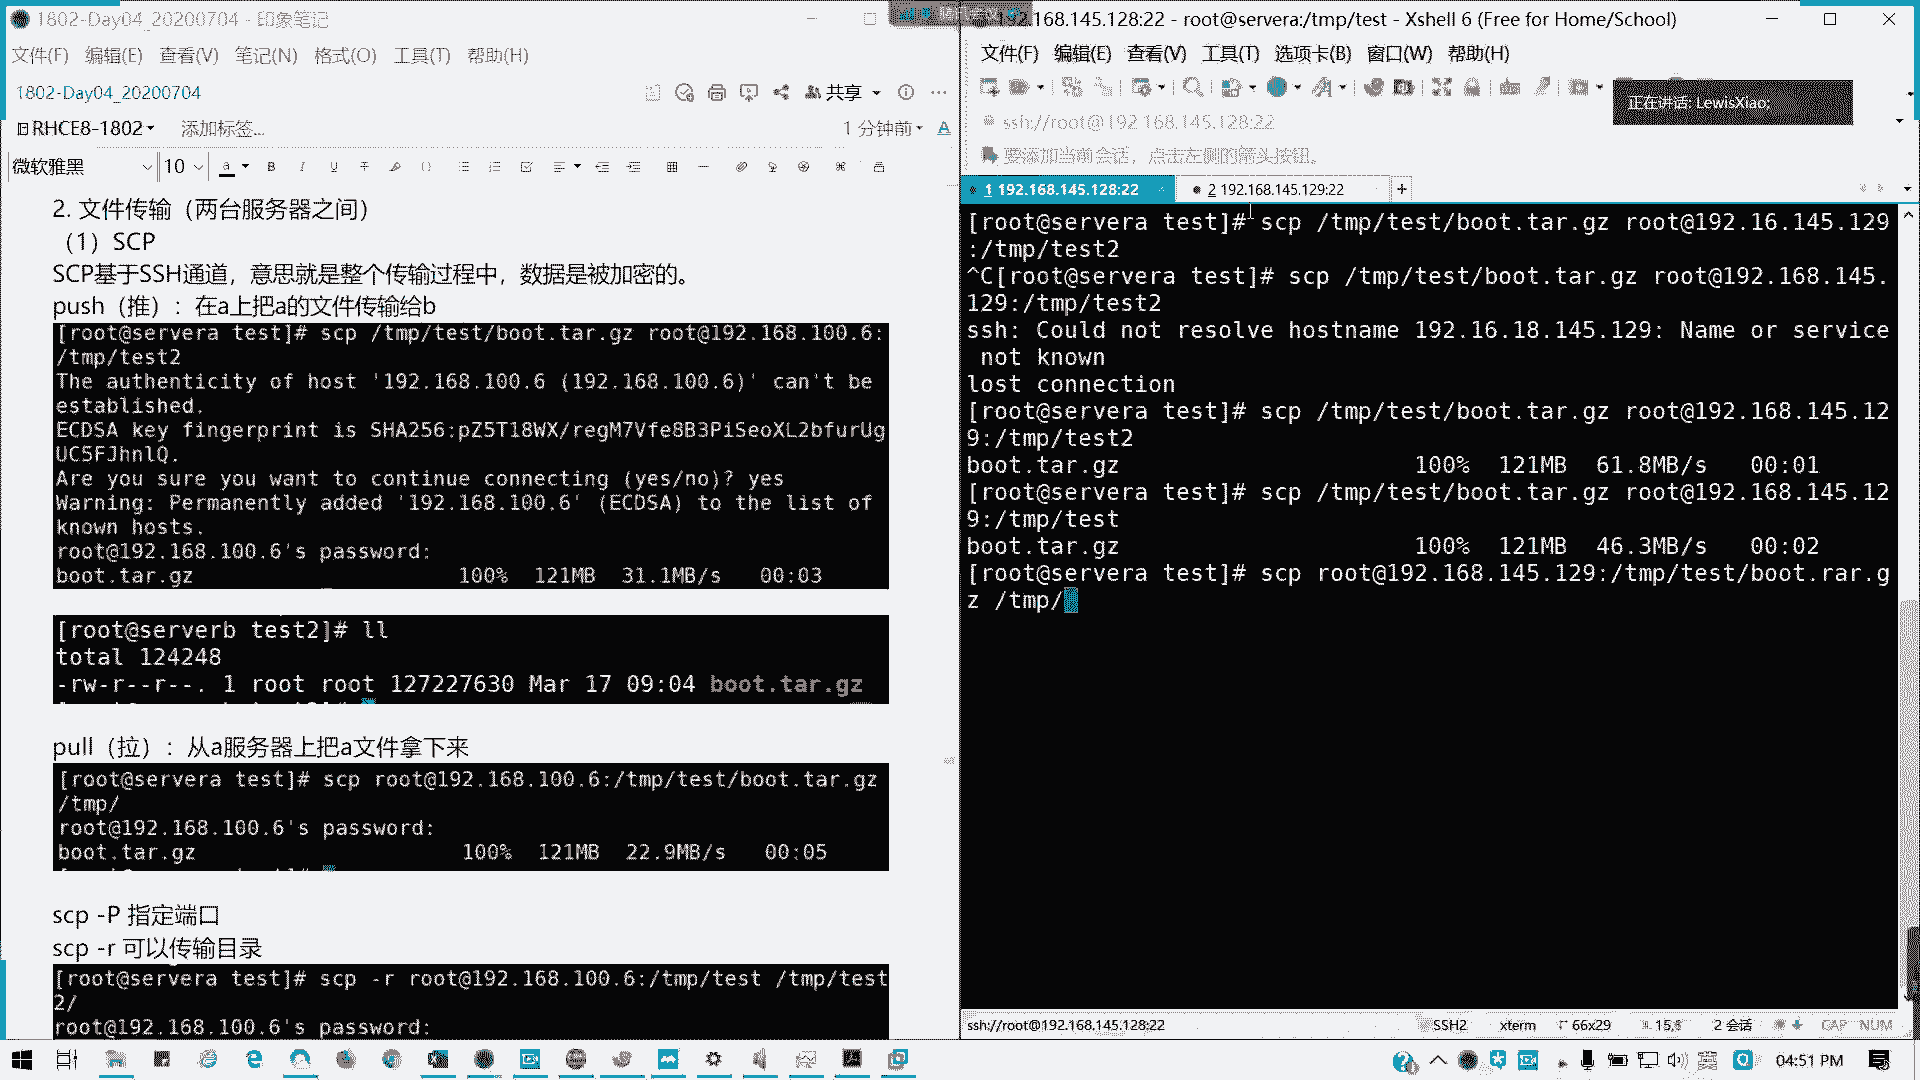 1802-Day04_20200704 - 印象笔记
文件(F) 编辑(E) 查看(V) 笔记(N) 格式(O) 工具(T) 帮助(H)
1802-Day04_20200704
共享
RHCE8-1802
添加标签...
1 分钟前
微软雅黑 10
2. 文件传输（两台服务器之间）
（1）SCP
SCP基于SSH通道，意思就是整个传输过程中，数据是被加密的。
push（推）：在a上把a的文件传输给b
[root@servera test]# scp /tmp/test/boot.tar.gz root@192.168.100.6:
/tmp/test2
The authenticity of host '192.168.100.6 (192.168.100.6)' can't be
established.
ECDSA key fingerprint is SHA256:pZ5T18WX/regM7Vfe8B3PiSeoXL2bfurUg
UC5FJhnlQ.
Are you sure you want to continue connecting (yes/no)? yes
Warning: Permanently added '192.168.100.6' (ECDSA) to the list of
known hosts.
root@192.168.100.6's password:
boot.tar.gz 100% 121MB 31.1MB/s 00:03
[root@serverb test2]# ll
total 124248
-rw-r--r--. 1 root root 127227630 Mar 17 09:04 boot.tar.gz
pull（拉）：从a服务器上把a文件拿下来
[root@servera test]# scp root@192.168.100.6:/tmp/test/boot.tar.gz
/tmp/
root@192.168.100.6's password:
boot.tar.gz 100% 121MB 22.9MB/s 00:05
scp -P 指定端口
scp -r 可以传输目录
[root@servera test]# scp -r root@192.168.100.6:/tmp/test /tmp/test
2/
root@192.168.100.6's password:
192.168.145.128:22 - root@servera:/tmp/test - Xshell 6 (Free for Home/School)
文件(F) 编辑(E) 查看(V) 工具(T) 选项卡(B) 窗口(W) 帮助(H)
正在讲话: LewisXiao;
ssh://root@192.168.145.128:22
要添加当前会话，点击左侧的箭头按钮。
1 192.168.145.128:22
2 192.168.145.129:22
[root@servera test]# scp /tmp/test/boot.tar.gz root@192.16.145.129
:/tmp/test2
^C[root@servera test]# scp /tmp/test/boot.tar.gz root@192.168.145.
129:/tmp/test2
ssh: Could not resolve hostname 192.16.18.145.129: Name or service
not known
lost connection
[root@servera test]# scp /tmp/test/boot.tar.gz root@192.168.145.12
9:/tmp/test2
boot.tar.gz 100% 121MB 61.8MB/s 00:01
[root@servera test]# scp /tmp/test/boot.tar.gz root@192.168.145.12
9:/tmp/test
boot.tar.gz 100% 121MB 46.3MB/s 00:02
[root@servera test]# scp root@192.168.145.129:/tmp/test/boot.rar.g
z /tmp/
ssh://root@192.168.145.128:22 SSH2 xterm 66x29 15,8 2 会话 CAP NUM
英 04:51 PM